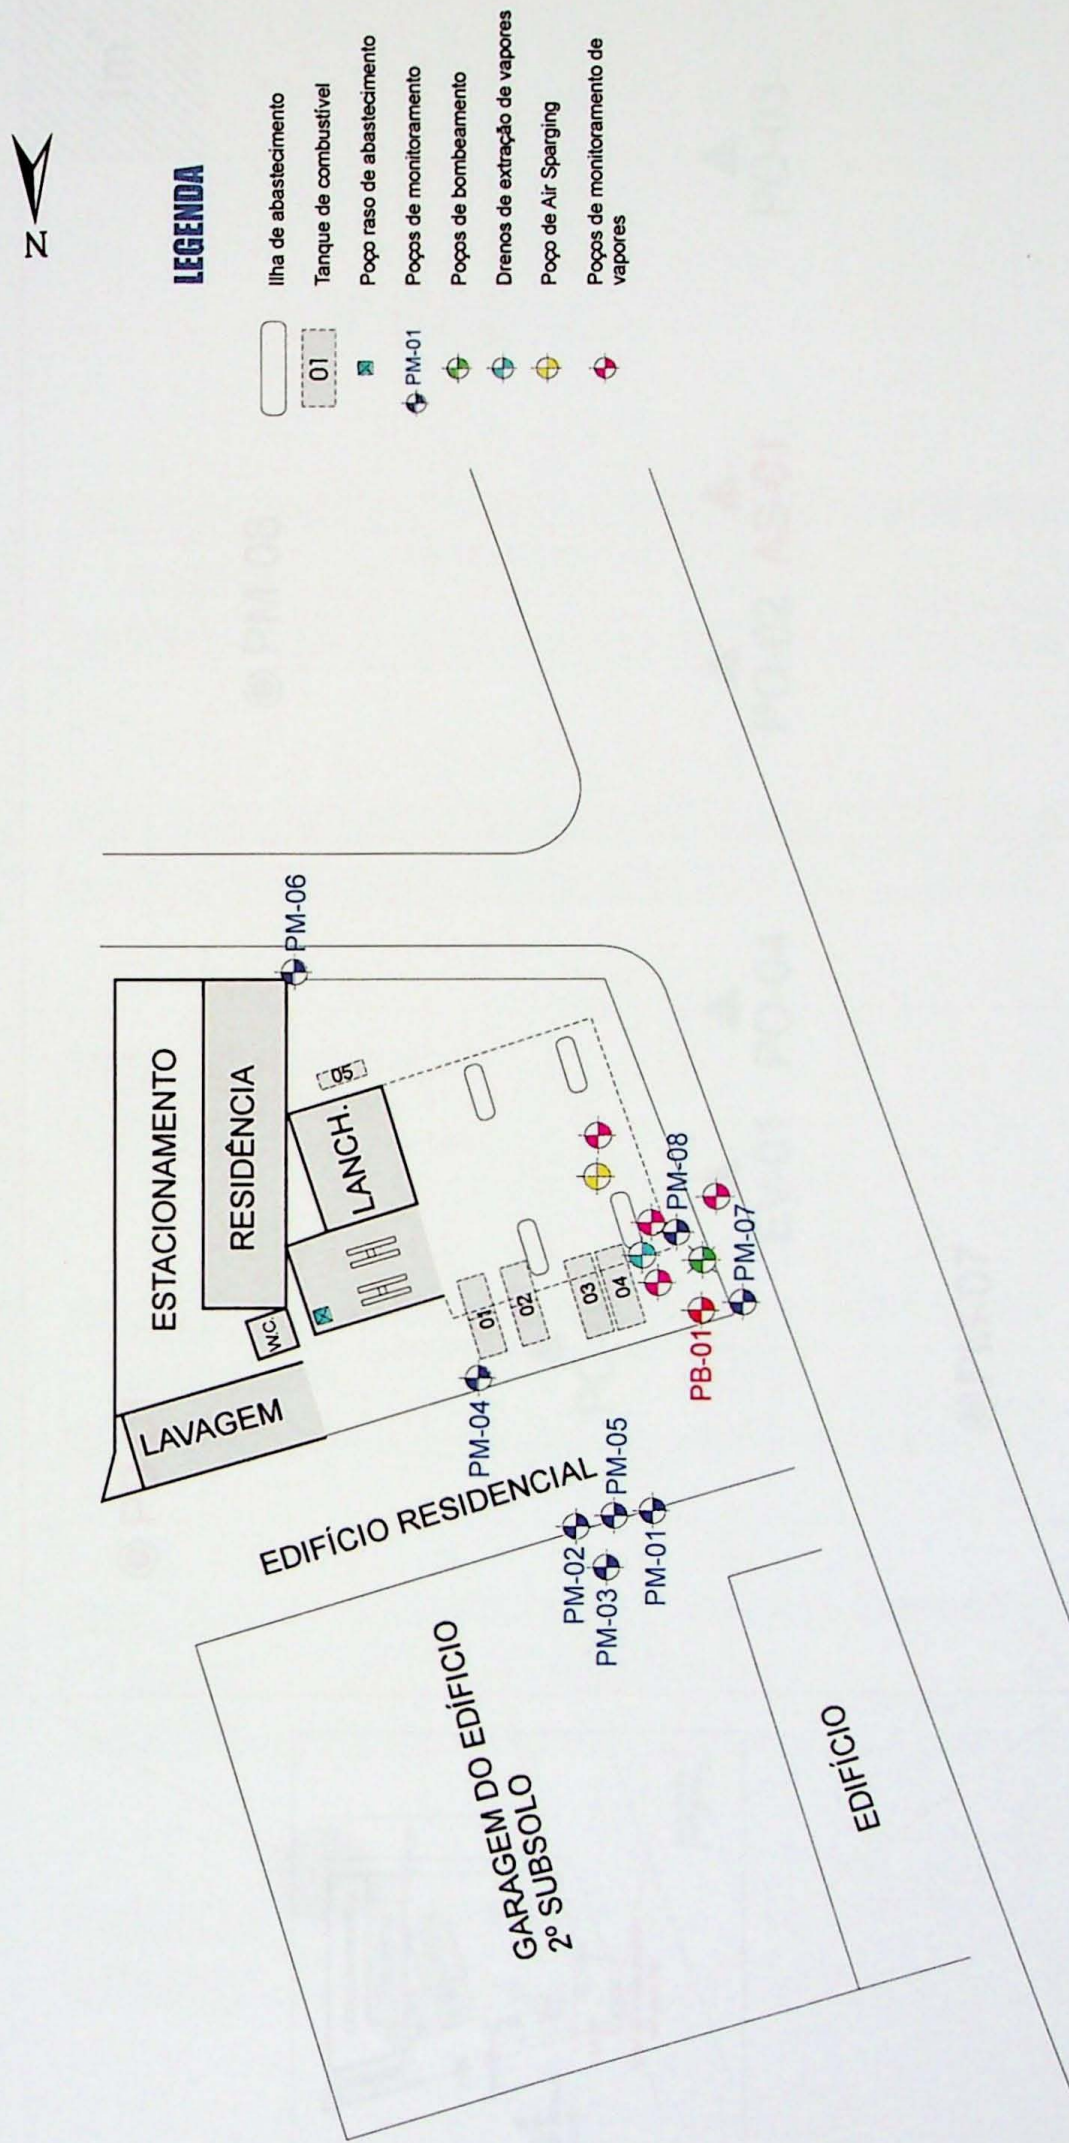 N
LEGENDA
Ilha de abastecimento
01
Tanque de combustível
Poço raso de abastecimento
PM-01
Poços de monitoramento
Poços de bombeamento
Drenos de extração de vapores
Poço de Air Sparging
Poços de monitoramento de
vapores
ESTACIONAMENTO
RESIDÊNCIA
PM-06
W.C.
LANCH.
05
LAVAGEM
01
02
03
04
PM-04
PM-08
PM-07
PB-01
EDIFÍCIO RESIDENCIAL
PM-02
PM-05
PM-03
PM-01
GARAGEM DO EDÍFICIO
2º SUBSOLO
EDIFÍCIO